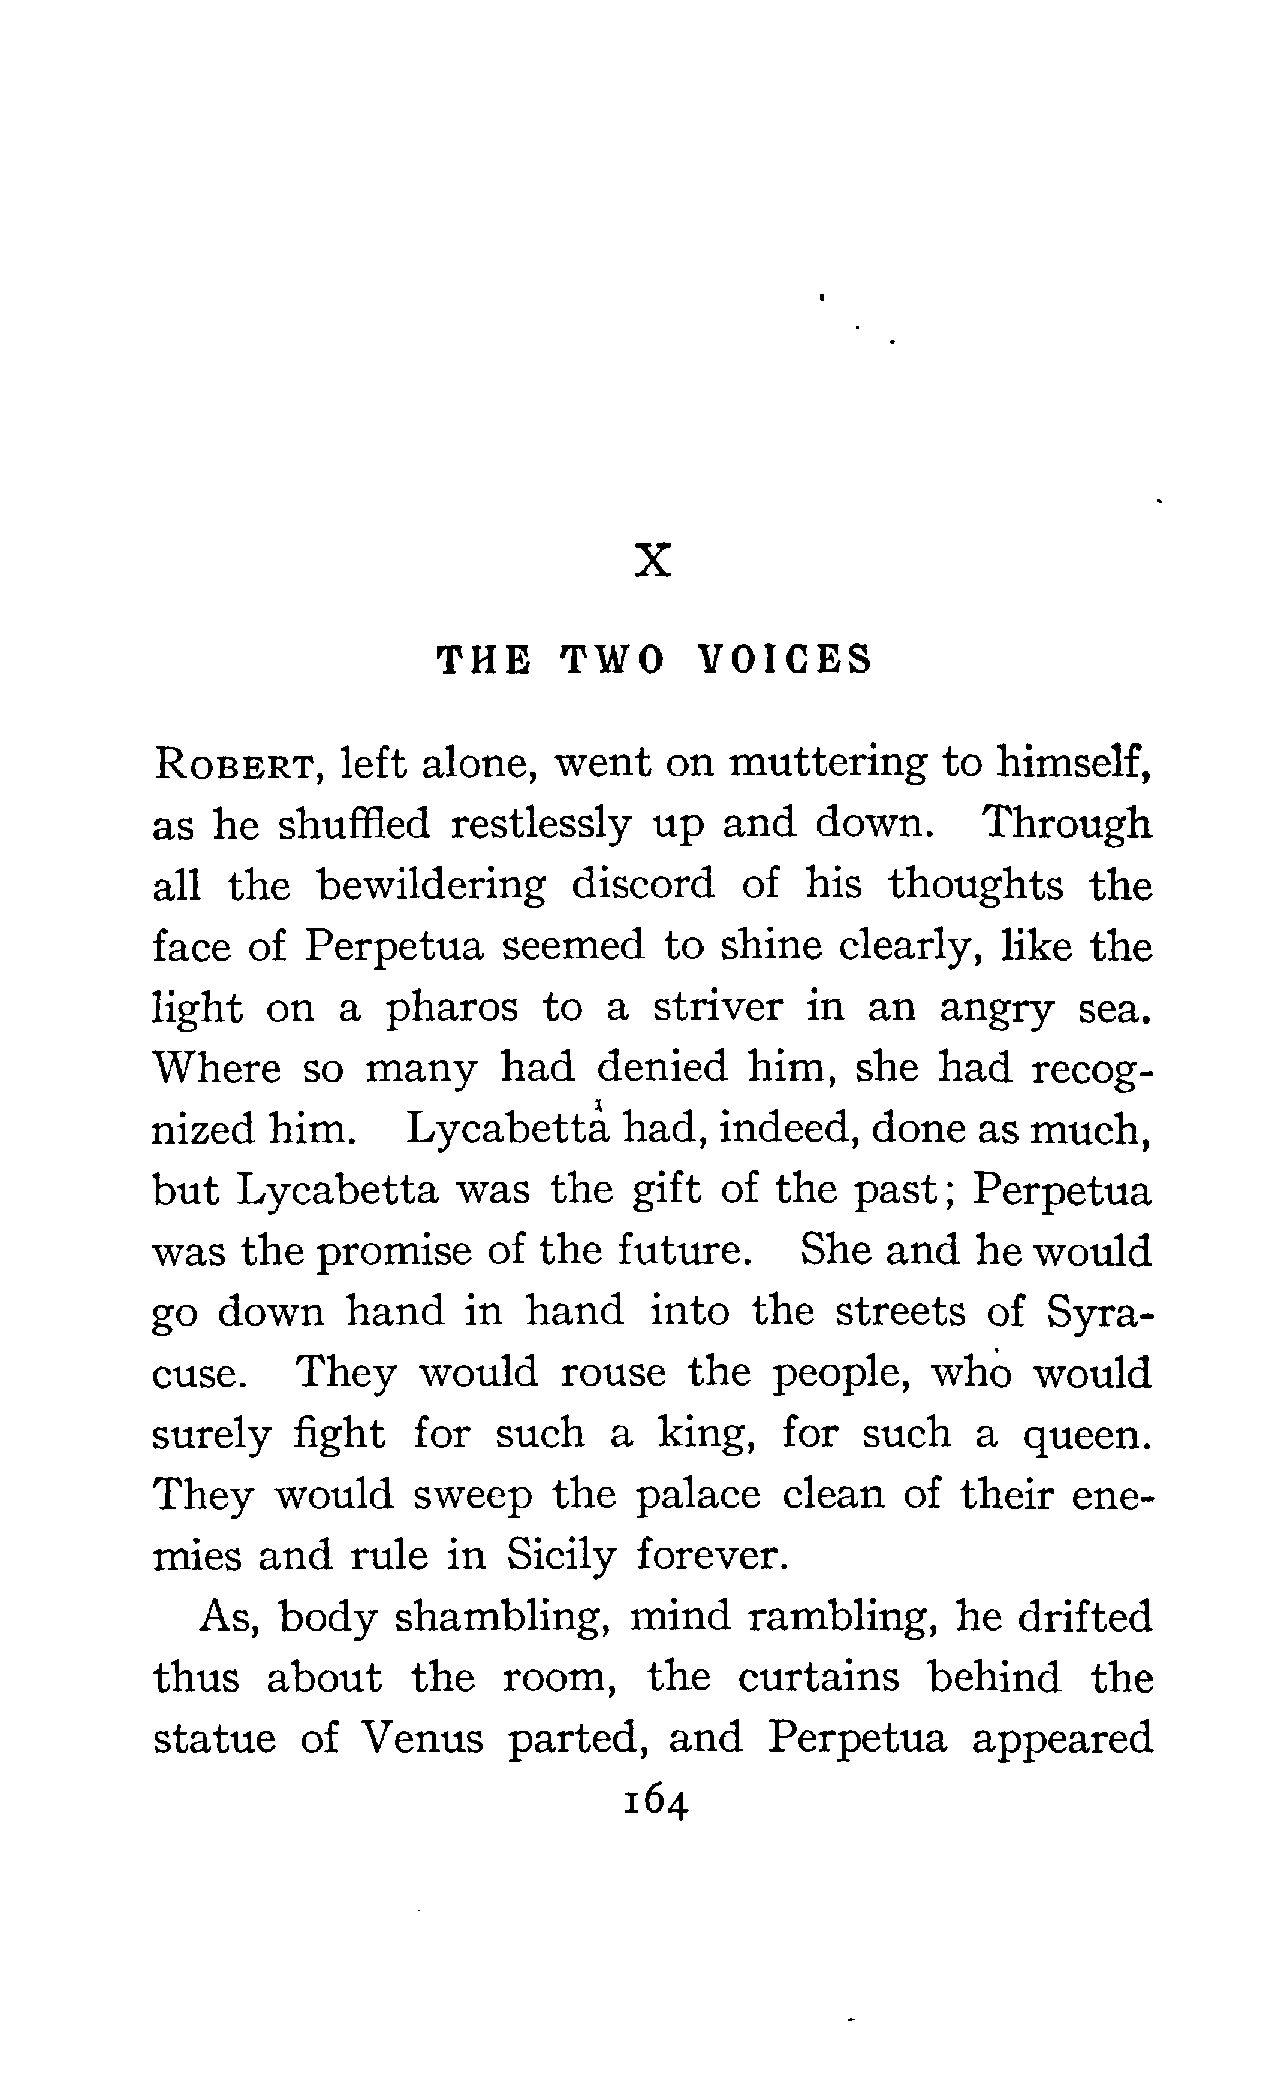 X
THE TWO VOICES
ROBERT, left alone, went on muttering to himself,
as he shuffled restlessly up and down. Through
all the bewildering discord of his thoughts the
face of Perpetua seemed to shine clearly, like the
light on a pharos to a striver in an angry sea.
Where so many had denied him, she had recog-
nized him. Lycabetta had, indeed, done as much,
but Lycabetta was the gift of the past; Perpetua
was the promise of the future. She and he would
go down hand in hand into the streets of Syra-
cuse. They would rouse the people, who would
surely fight for such a king, for such a queen.
They would sweep the palace clean of their ene-
mies and rule in Sicily forever.
As, body shambling, mind rambling, he drifted
thus about the room, the curtains behind the
statue of Venus parted, and Perpetua appeared
164